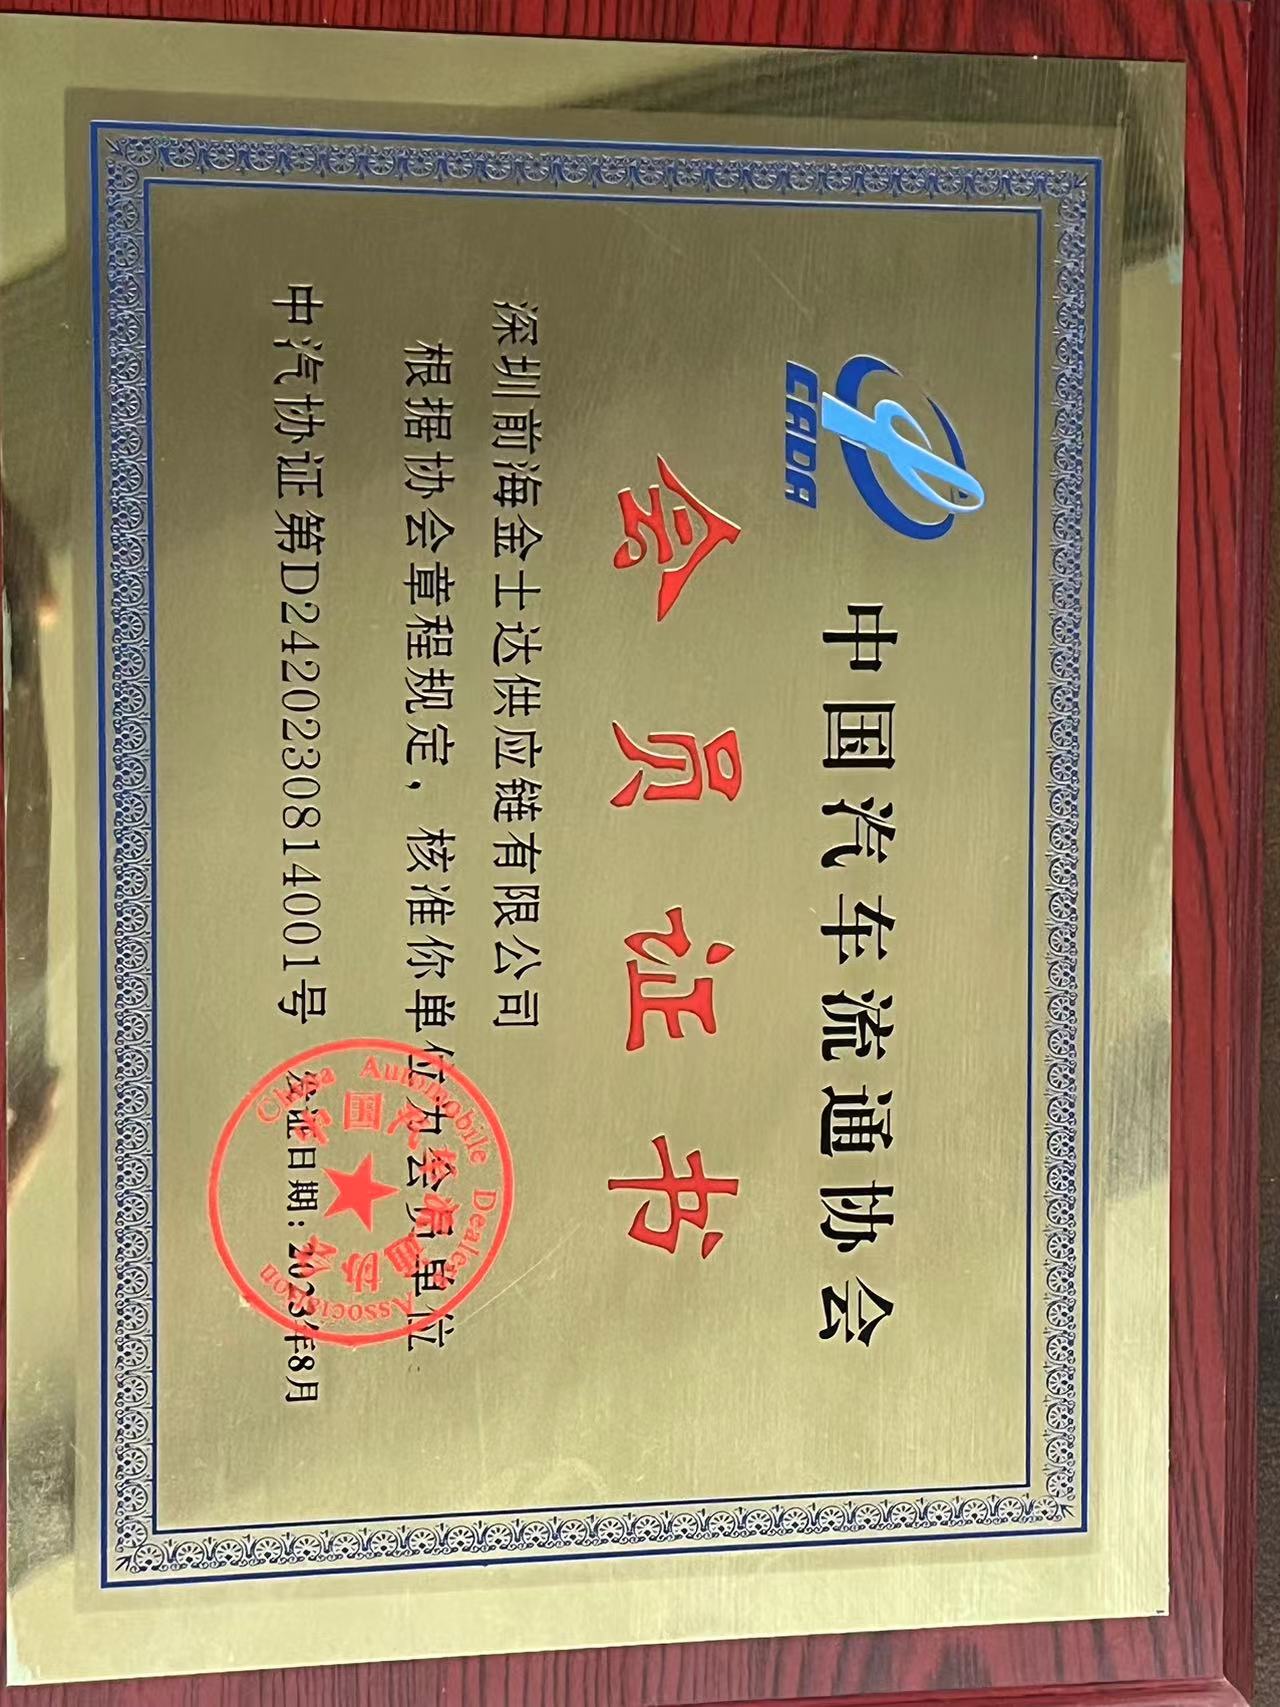 CADA
中国汽车流通协会
会员证书
深圳前海金士达供应链有限公司
根据协会章程规定，核准你单位为会员单位。
中汽协证第D2420230814001号 发证日期：2023年8月
China Automobile Dealers Association
中国汽车流通协会